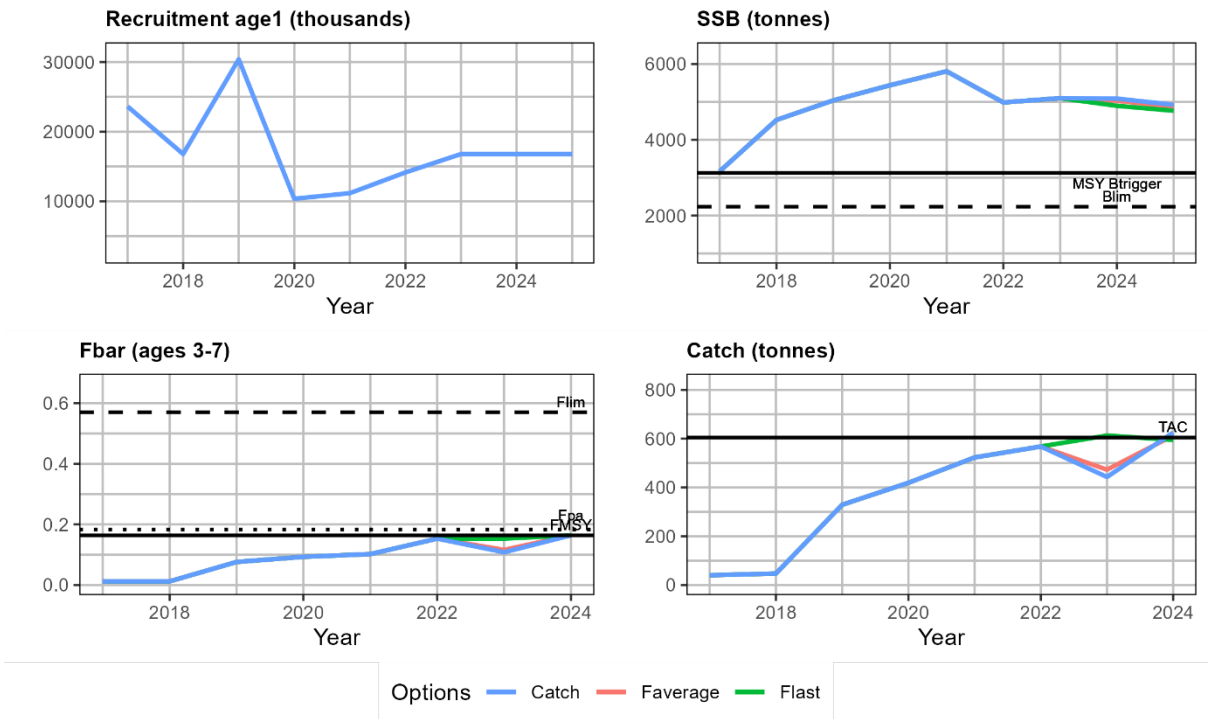 Recruitment age1 (thousands)
30000
20000
10000
2018
2020
2022
2024
Year
SSB (tonnes)
6000
4000
2000
MSY Btrigger
Blim
2018
2020
2022
2024
Year
Fbar (ages 3-7)
0.6
0.4
0.2
0.0
Flim
Fpa
FMSY
2018
2020
2022
2024
Year
Catch (tonnes)
800
600
400
200
0
TAC
2018
2020
2022
2024
Year
Options Catch Faverage Flast